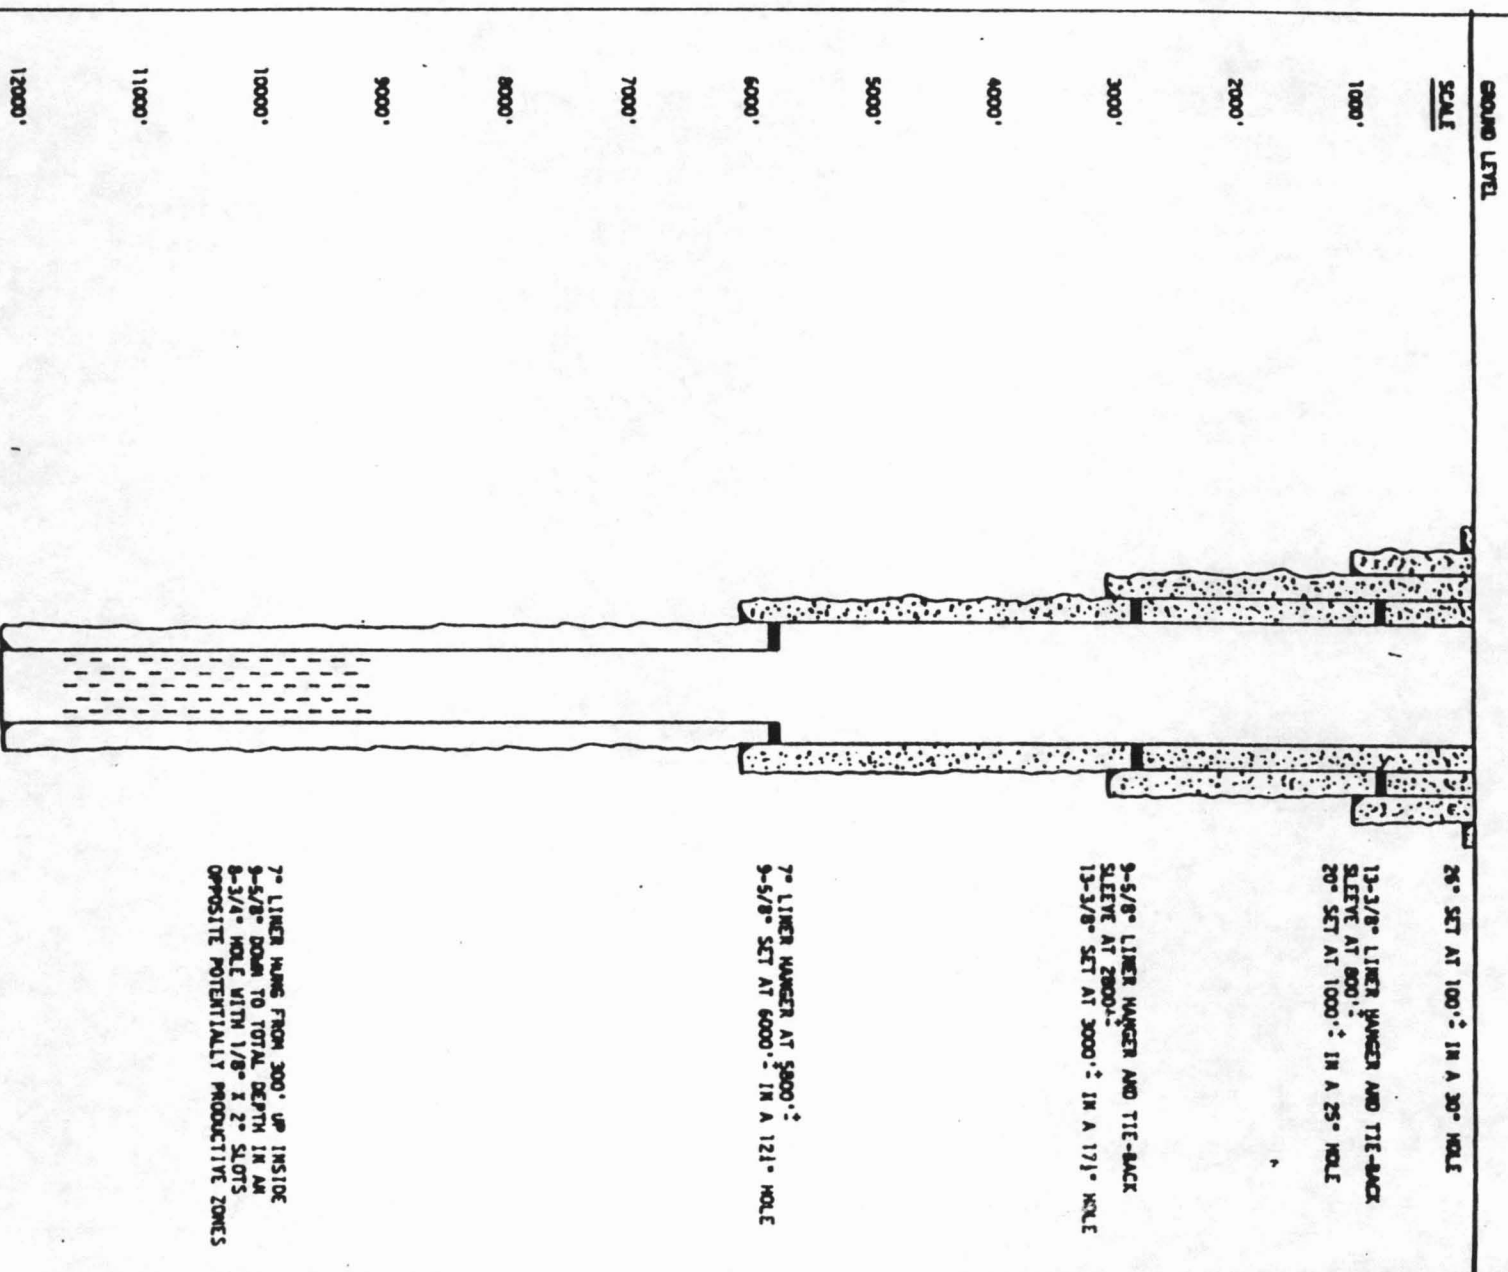 GROUND LEVEL
SCALE
1000'
2000'
3000'
4000'
5000'
6000'
7000'
8000'
9000'
10000'
11000'
12000'
26" SET AT 100'± IN A 30" HOLE
13-3/8" LINER HANGER AND TIE-BACK
SLEEVE AT 800'±
20" SET AT 1000'± IN A 25" HOLE
9-5/8" LINER HANGER AND TIE-BACK
SLEEVE AT 2800'±
13-3/8" SET AT 3000'± IN A 17½" HOLE
7" LINER HANGER AT 5800'±
9-5/8" SET AT 6000'± IN A 12¼" HOLE
7" LINER HUNG FROM 300' UP INSIDE
9-5/8" DOWN TO TOTAL DEPTH IN AN
8-3/4" HOLE WITH 1/8" X 2" SLOTS
OPPOSITE POTENTIALLY PRODUCTIVE ZONES